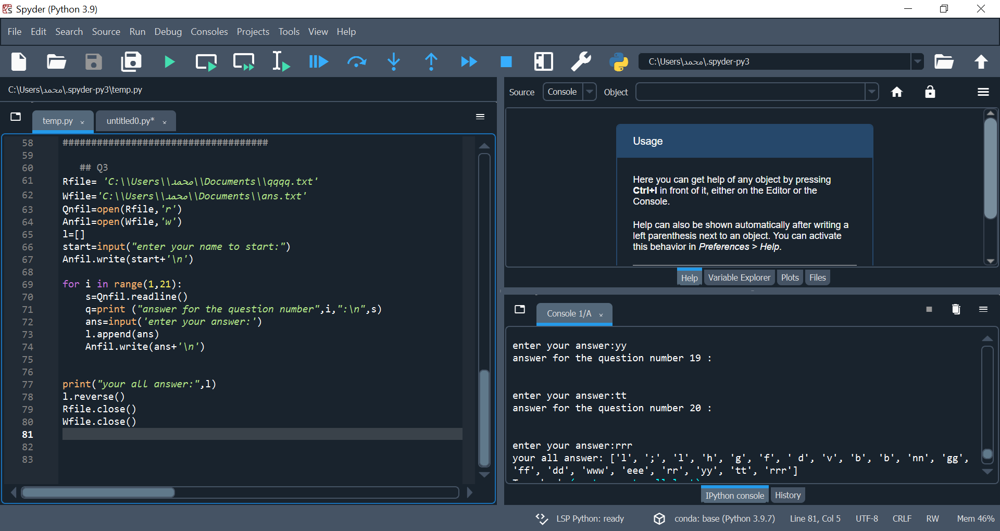 Spyder (Python 3.9)
File Edit Search Source Run Debug Consoles Projects Tools View Help
C:\Users\محمد\.spyder-py3
C:\Users\محمد\.spyder-py3\temp.py
temp.py
untitled0.py*
58 ####################################
59
60 ## Q3
61 Rfile= 'C:\\Users\\محمد\\Documents\\qqqq.txt'
62 Wfile='C:\\Users\\محمد\\Documents\\ans.txt'
63 Qnfil=open(Rfile,'r')
64 Anfil=open(Wfile,'w')
65 l=[]
66 start=input("enter your name to start:")
67 Anfil.write(start+'\n')
68
69 for i in range(1,21):
70 s=Qnfil.readline()
71 q=print ("answer for the question number",i,":\n",s)
72 ans=input('enter your answer:')
73 l.append(ans)
74 Anfil.write(ans+'\n')
75
76
77 print("your all answer:",l)
78 l.reverse()
79 Rfile.close()
80 Wfile.close()
81
82
83
Source Console Object
Usage
Here you can get help of any object by pressing
Ctrl+I in front of it, either on the Editor or the
Console.
Help can also be shown automatically after writing a
left parenthesis next to an object. You can activate
this behavior in Preferences > Help.
Help Variable Explorer Plots Files
Console 1/A
enter your answer:yy
answer for the question number 19 :
enter your answer:tt
answer for the question number 20 :
enter your answer:rrr
your all answer: ['l', ';', 'l', 'h', 'g', 'f', ' d', 'v', 'b', 'b', 'nn', 'gg',
'ff', 'dd', 'www', 'eee', 'rr', 'yy', 'tt', 'rrr']
IPython console History
LSP Python: ready conda: base (Python 3.9.7) Line 81, Col 5 UTF-8 CRLF RW Mem 46%